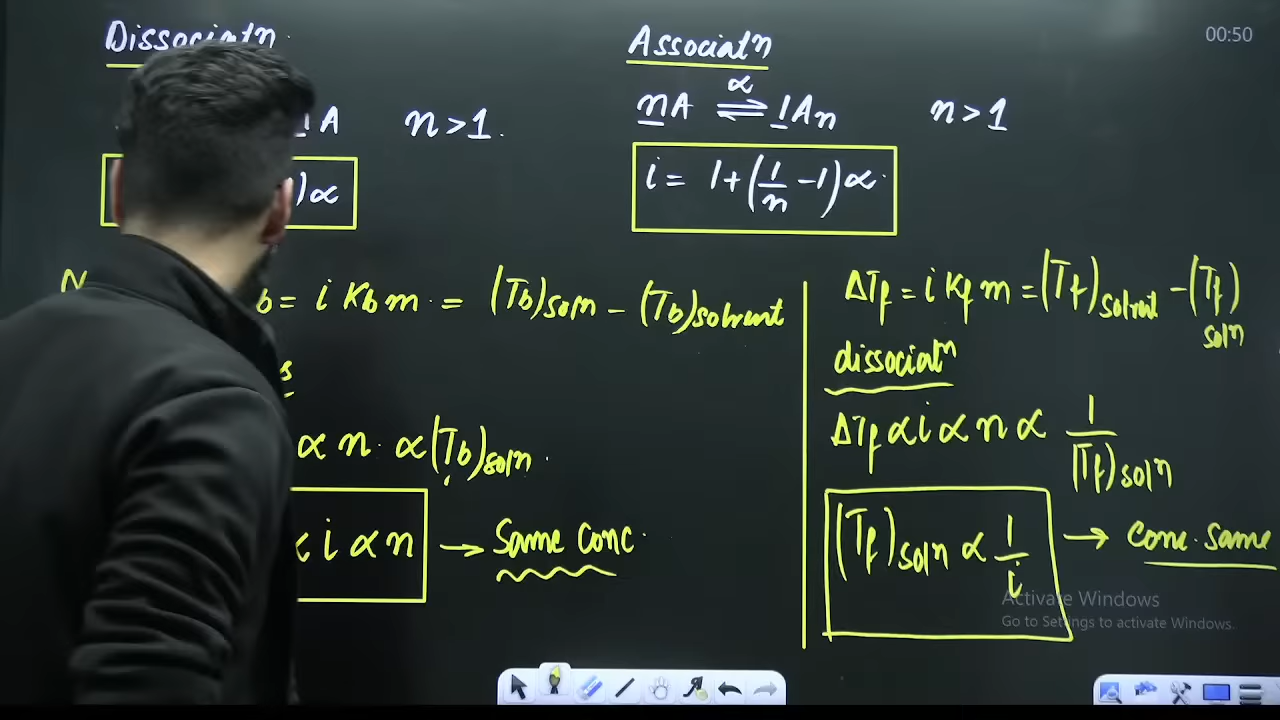 Dissociatn
Associatn
00:50
1A n>1.
nA α ⇌ 1An n>1
)α
i = 1+(1/n -1)α
b = i Kb m = (Tb)soln - (Tb)solvent
ΔTf = i Kf m = (Tf)solvent - (Tf)soln
dissociatn
α n α (Tb)soln
ΔTf α i α n α 1/(Tf)soln
i α n → Same Conc.
(Tf)soln α 1/i → conc. same
Activate Windows
Go to Settings to activate Windows.